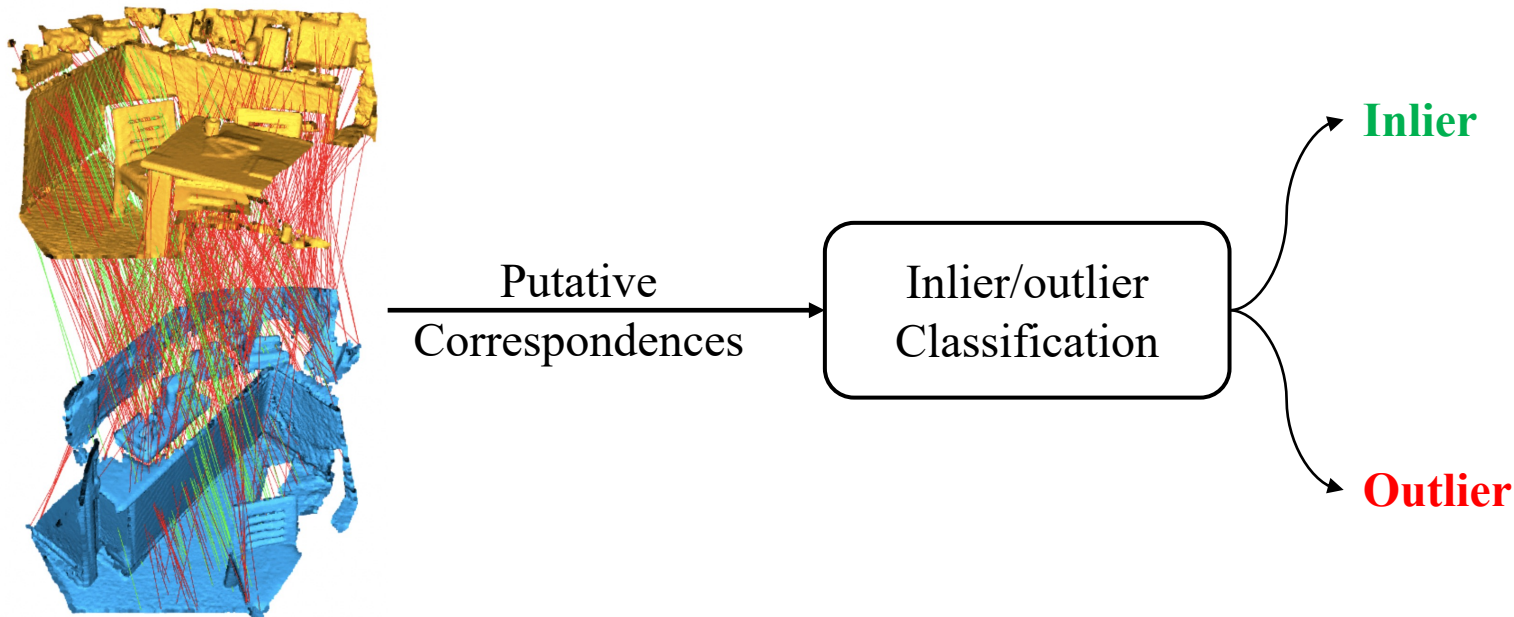 Putative
Correspondences
Inlier/outlier
Classification
Inlier
Outlier